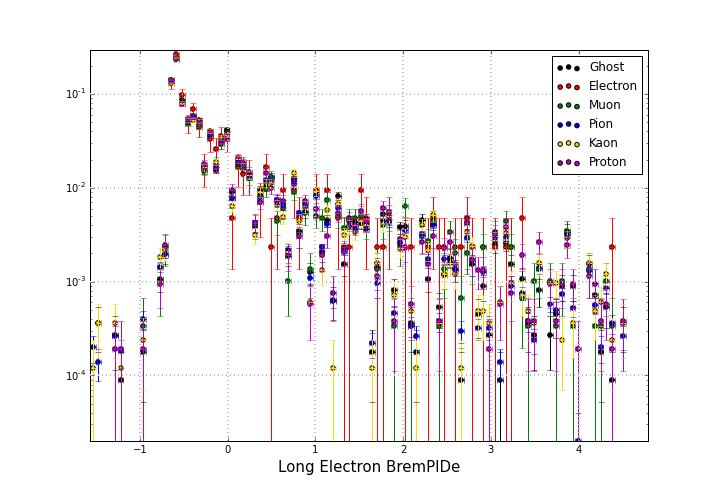 Ghost
Electron
Muon
Pion
Kaon
Proton
10⁻¹
10⁻²
10⁻³
10⁻⁴
−1 0 1 2 3 4
Long Electron BremPIDe